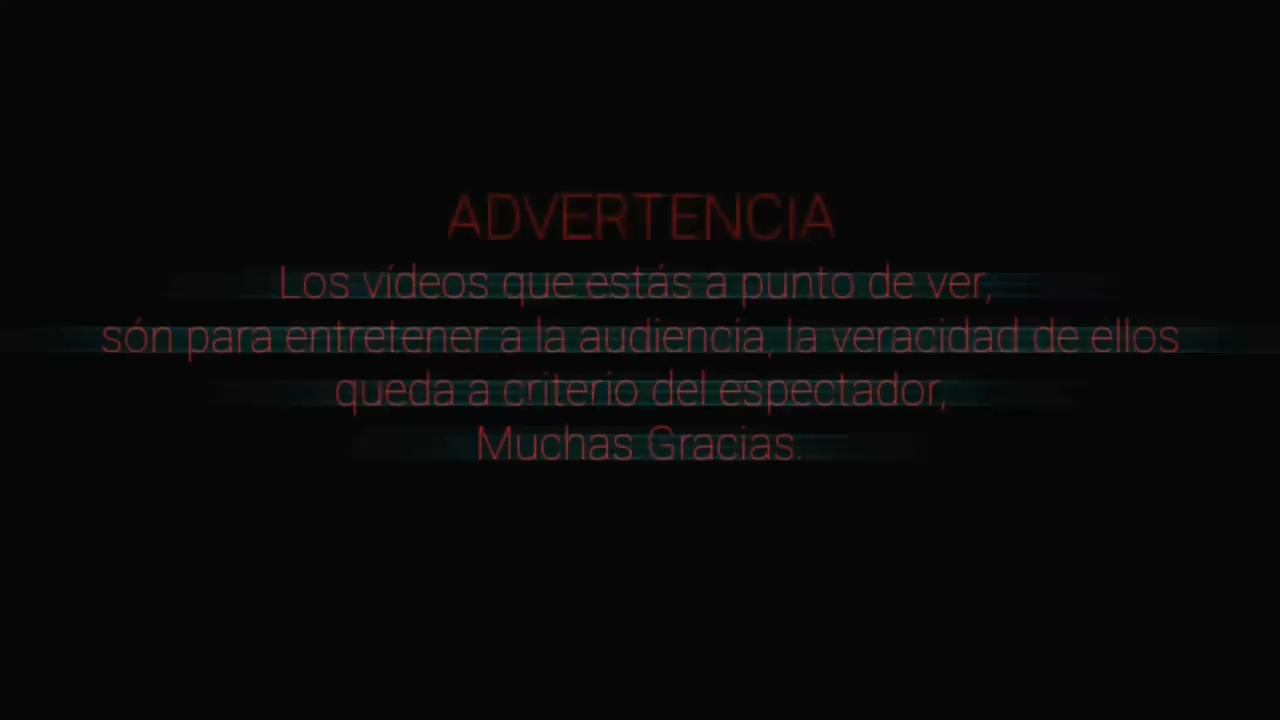 ADVERTENCIA
Los vídeos que estás a punto de ver,
són para entretener a la audiencia, la veracidad de ellos
queda a criterio del espectador,
Muchas Gracias.